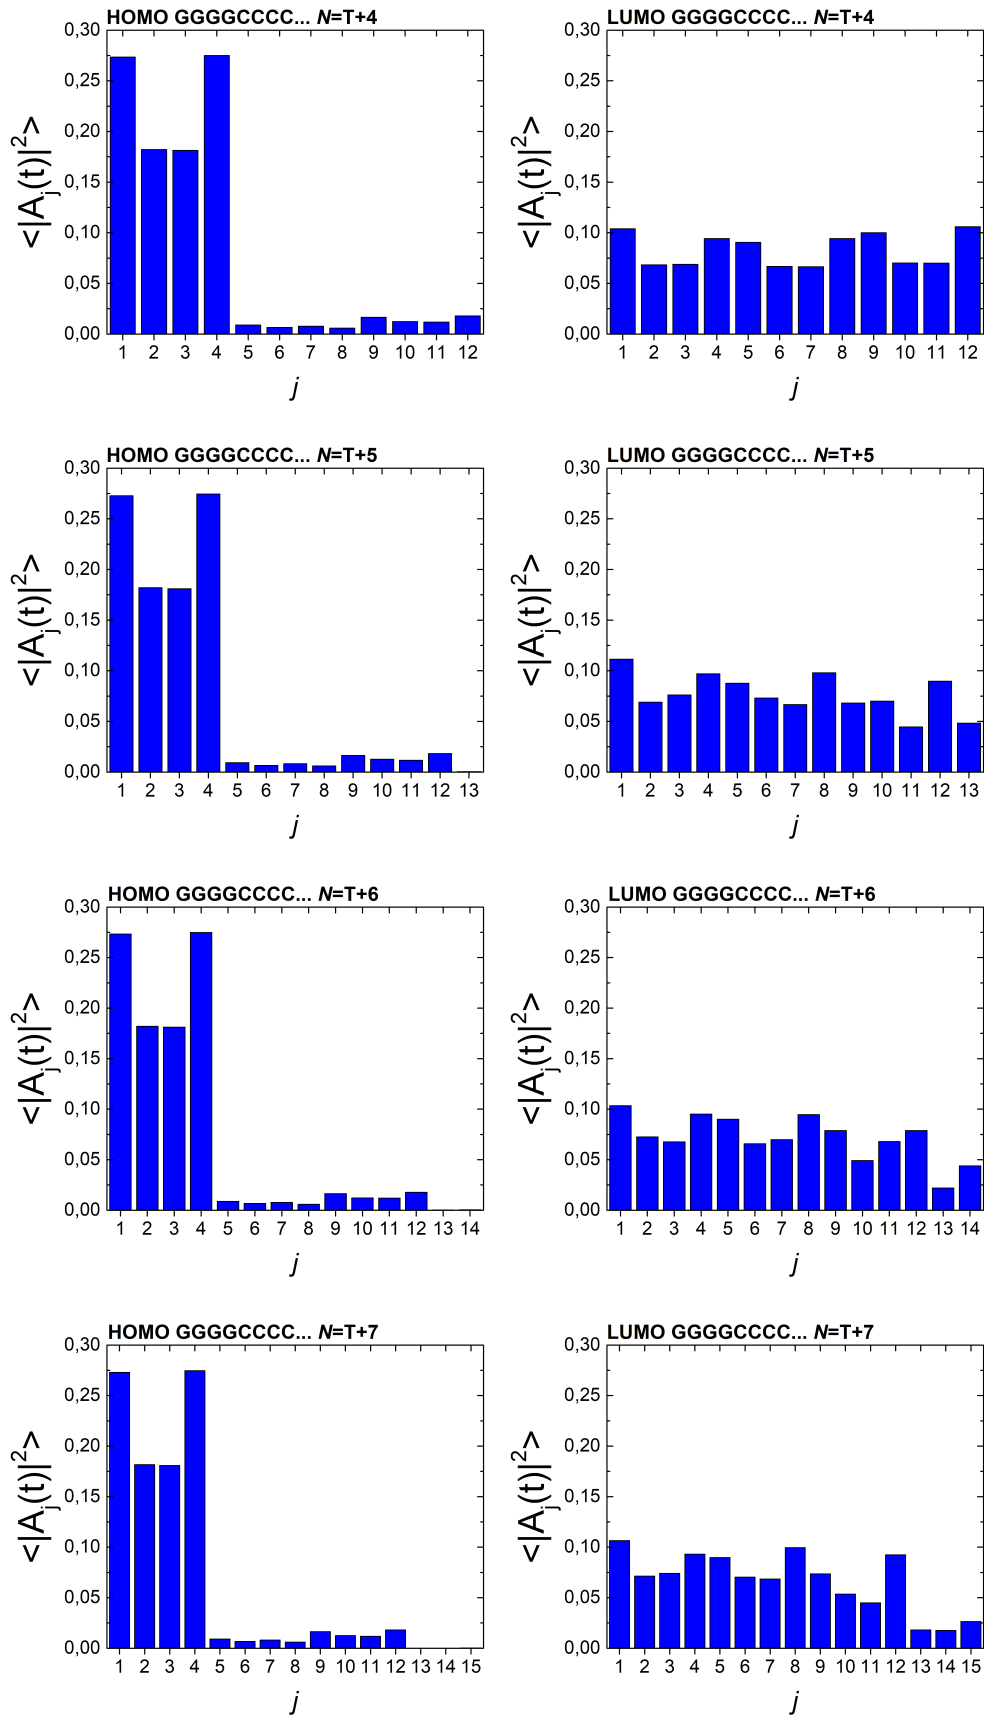 HOMO GGGGCCCC... N=T+4
<|Aj(t)|2>
0,30
0,25
0,20
0,15
0,10
0,05
0,00
1 2 3 4 5 6 7 8 9 10 11 12
j
LUMO GGGGCCCC... N=T+4
<|Aj(t)|2>
0,30
0,25
0,20
0,15
0,10
0,05
0,00
1 2 3 4 5 6 7 8 9 10 11 12
j
HOMO GGGGCCCC... N=T+5
<|Aj(t)|2>
0,30
0,25
0,20
0,15
0,10
0,05
0,00
1 2 3 4 5 6 7 8 9 10 11 12 13
j
LUMO GGGGCCCC... N=T+5
<|Aj(t)|2>
0,30
0,25
0,20
0,15
0,10
0,05
0,00
1 2 3 4 5 6 7 8 9 10 11 12 13
j
HOMO GGGGCCCC... N=T+6
<|Aj(t)|2>
0,30
0,25
0,20
0,15
0,10
0,05
0,00
1 2 3 4 5 6 7 8 9 10 11 12 13 14
j
LUMO GGGGCCCC... N=T+6
<|Aj(t)|2>
0,30
0,25
0,20
0,15
0,10
0,05
0,00
1 2 3 4 5 6 7 8 9 10 11 12 13 14
j
HOMO GGGGCCCC... N=T+7
<|Aj(t)|2>
0,30
0,25
0,20
0,15
0,10
0,05
0,00
1 2 3 4 5 6 7 8 9 10 11 12 13 14 15
j
LUMO GGGGCCCC... N=T+7
<|Aj(t)|2>
0,30
0,25
0,20
0,15
0,10
0,05
0,00
1 2 3 4 5 6 7 8 9 10 11 12 13 14 15
j